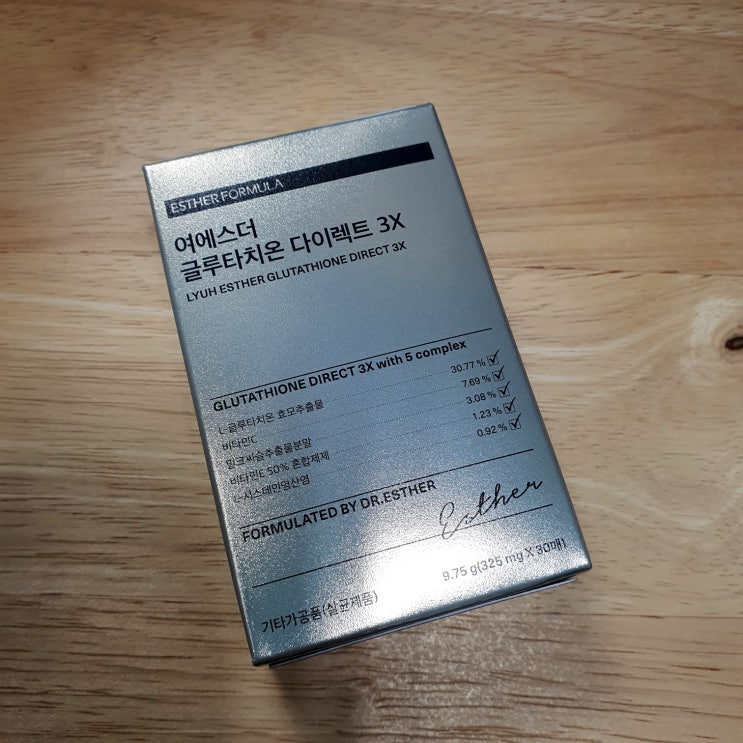 ESTHER FORMULA
여에스더
글루타치온 다이렉트 3X
LYUH ESTHER GLUTATHIONE DIRECT 3X
GLUTATHIONE DIRECT 3X with 5 complex
L-글루타치온 효모추출물 30.77 %
비타민C 7.69 %
밀크씨슬추출물분말 3.08 %
비타민E 50% 혼합제제 1.23 %
L-시스테인염산염 0.92 %
FORMULATED BY DR.ESTHER
Esther
9.75 g(325 mg X 30매)
기타가공품(살균제품)